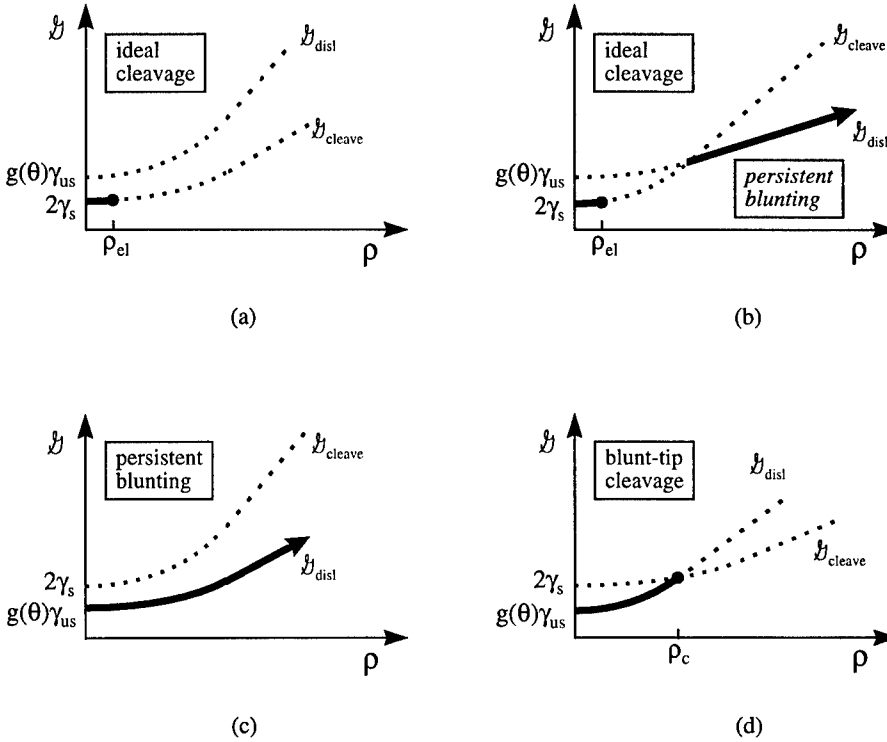 𝒢
ideal
cleavage
𝒢disl
𝒢cleave
g(θ)γus
2γs
ρel
ρ
(a)
𝒢
ideal
cleavage
𝒢cleave
𝒢disl
g(θ)γus
persistent
blunting
2γs
ρel
ρ
(b)
𝒢
persistent
blunting
𝒢cleave
2γs
𝒢disl
g(θ)γus
ρ
(c)
𝒢
blunt-tip
cleavage
𝒢disl
𝒢cleave
2γs
g(θ)γus
ρc
ρ
(d)